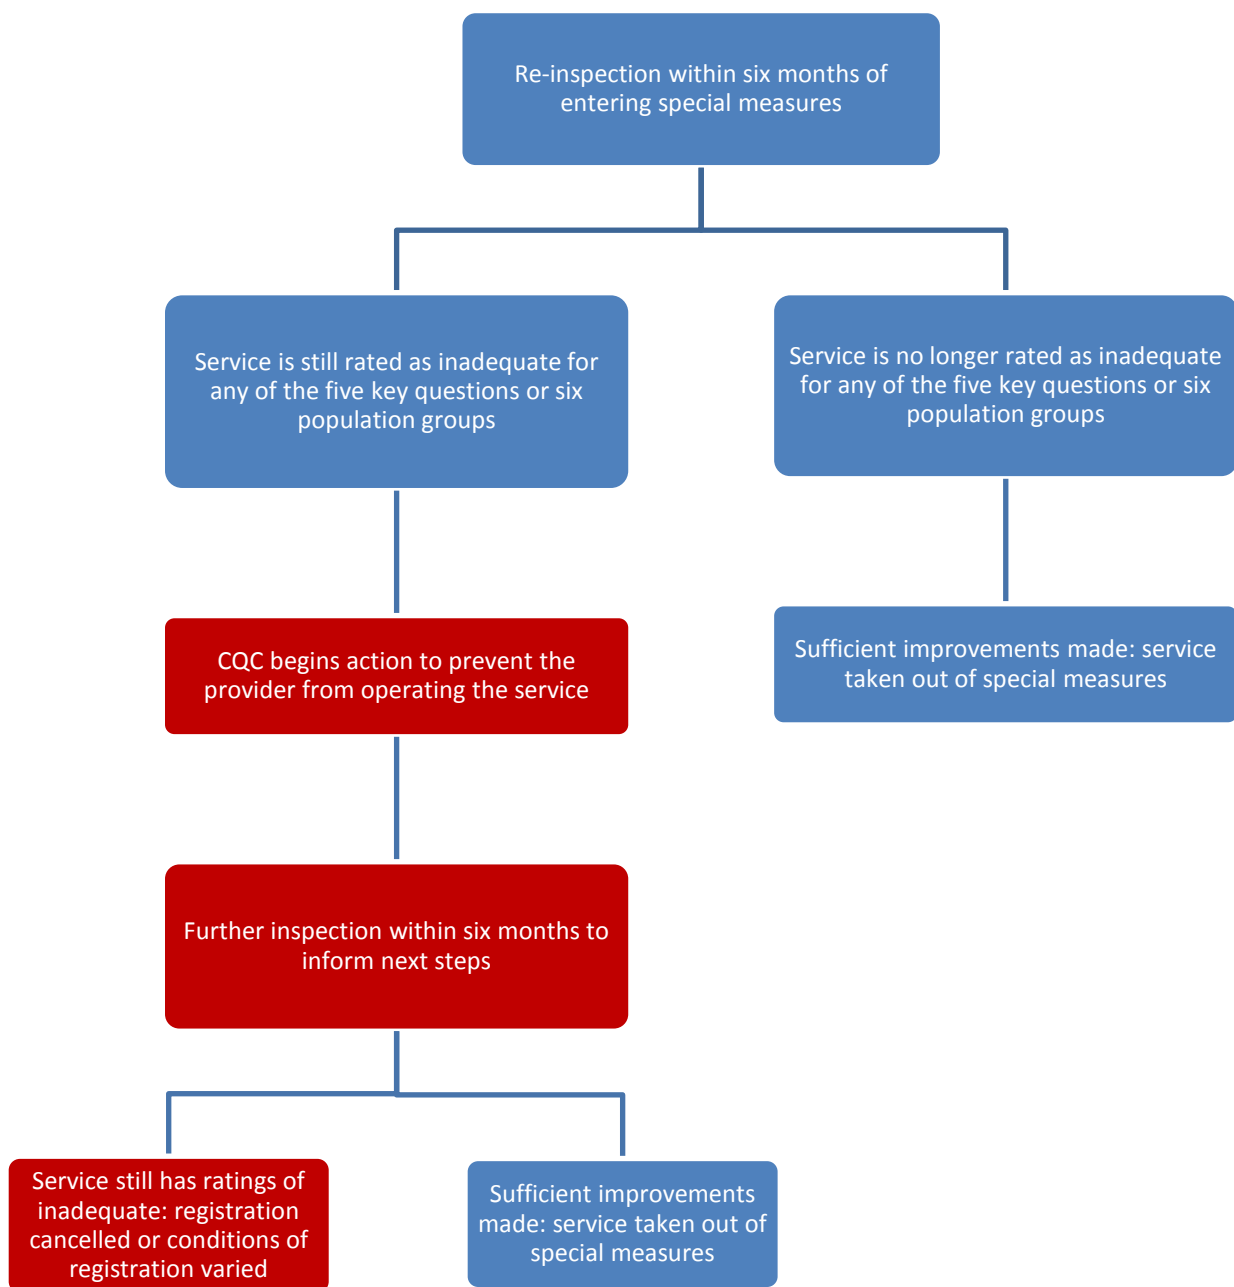 Re-inspection within six months of
entering special measures
Service is still rated as inadequate for
any of the five key questions or six
population groups
Service is no longer rated as inadequate
for any of the five key questions or six
population groups
CQC begins action to prevent the
provider from operating the service
Sufficient improvements made: service
taken out of special measures
Further inspection within six months to
inform next steps
Service still has ratings of
inadequate: registration
cancelled or conditions of
registration varied
Sufficient improvements
made: service taken out of
special measures